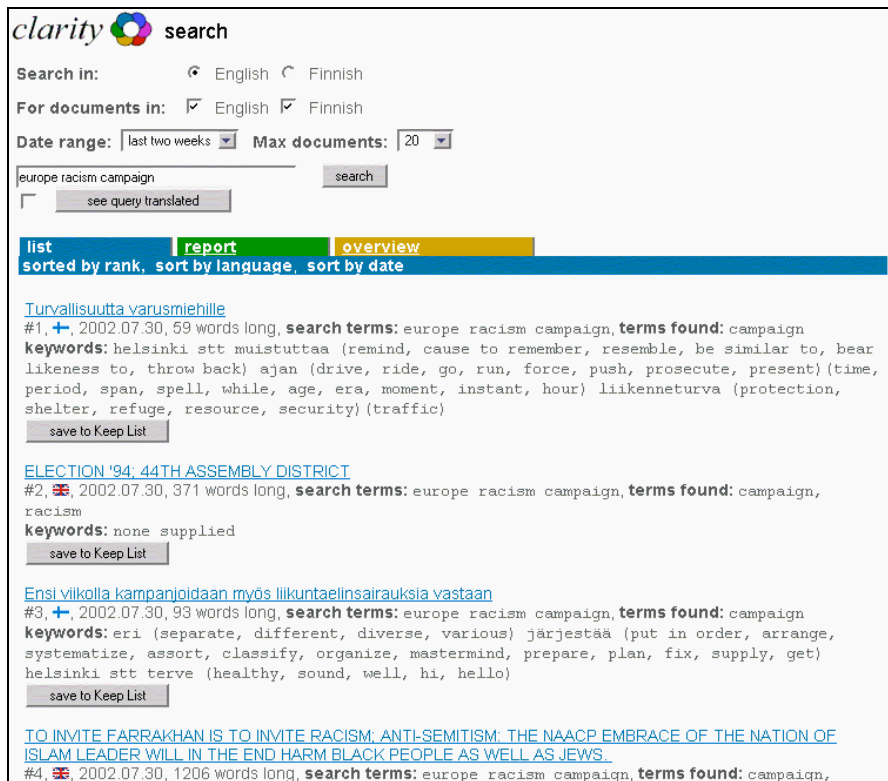 clarity search
Search in: English Finnish
For documents in: English Finnish
Date range: last two weeks Max documents: 20
europe racism campaign search
see query translated
list report overview
sorted by rank, sort by language, sort by date
Turvallisuutta varusmiehille
#1, , 2002.07.30, 59 words long, search terms: europe racism campaign, terms found: campaign
keywords: helsinki stt muistuttaa (remind, cause to remember, resemble, be similar to, bear
likeness to, throw back) ajan (drive, ride, go, run, force, push, prosecute, present) (time,
period, span, spell, while, age, era, moment, instant, hour) liikenneturva (protection,
shelter, refuge, resource, security) (traffic)
save to Keep List
ELECTION '94; 44TH ASSEMBLY DISTRICT
#2, , 2002.07.30, 371 words long, search terms: europe racism campaign, terms found: campaign,
racism
keywords: none supplied
save to Keep List
Ensi viikolla kampanjoidaan myös liikuntaelinsairauksia vastaan
#3, , 2002.07.30, 93 words long, search terms: europe racism campaign, terms found: campaign
keywords: eri (separate, different, diverse, various) järjestää (put in order, arrange,
systematize, assort, classify, organize, mastermind, prepare, plan, fix, supply, get)
helsinki stt terve (healthy, sound, well, hi, hello)
save to Keep List
TO INVITE FARRAKHAN IS TO INVITE RACISM; ANTI-SEMITISM: THE NAACP EMBRACE OF THE NATION OF
ISLAM LEADER WILL IN THE END HARM BLACK PEOPLE AS WELL AS JEWS.
#4, , 2002.07.30, 1206 words long, search terms: europe racism campaign, terms found: campaign,